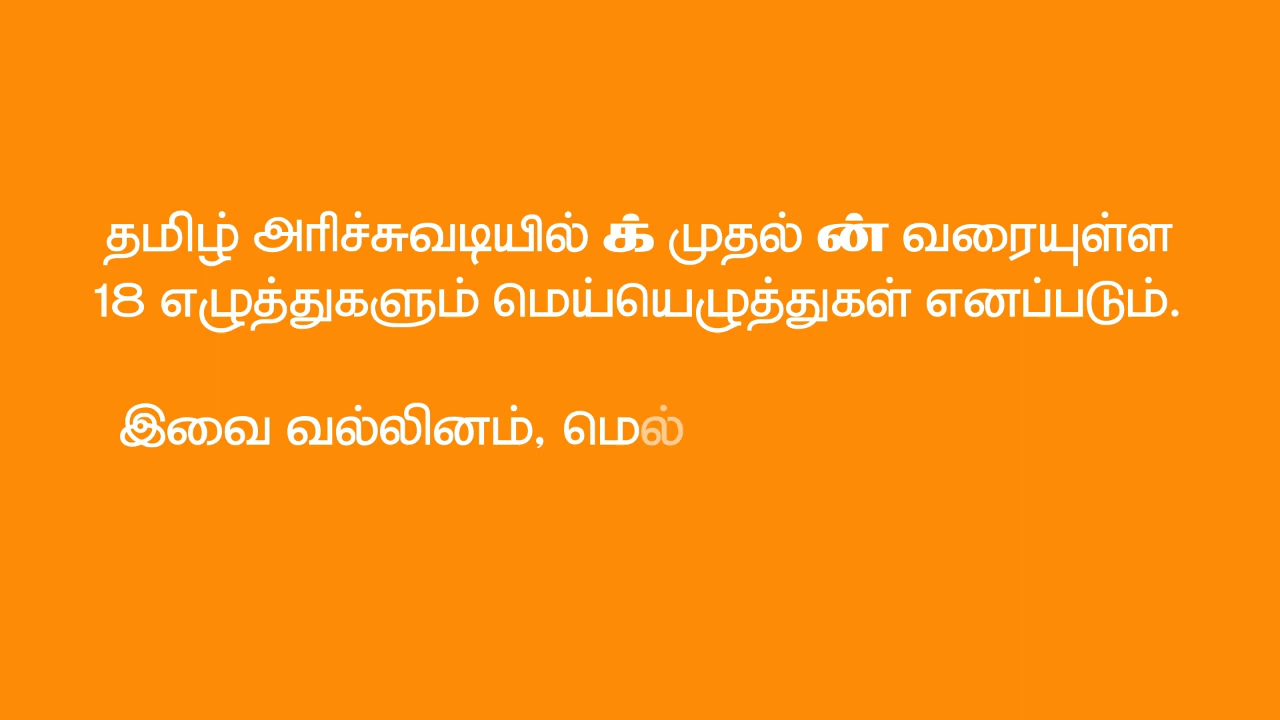 தமிழ் அரிச்சுவடியில் க் முதல் ன் வரையுள்ள
18 எழுத்துகளும் மெய்யெழுத்துகள் எனப்படும்.
இவை வல்லினம், மெல்